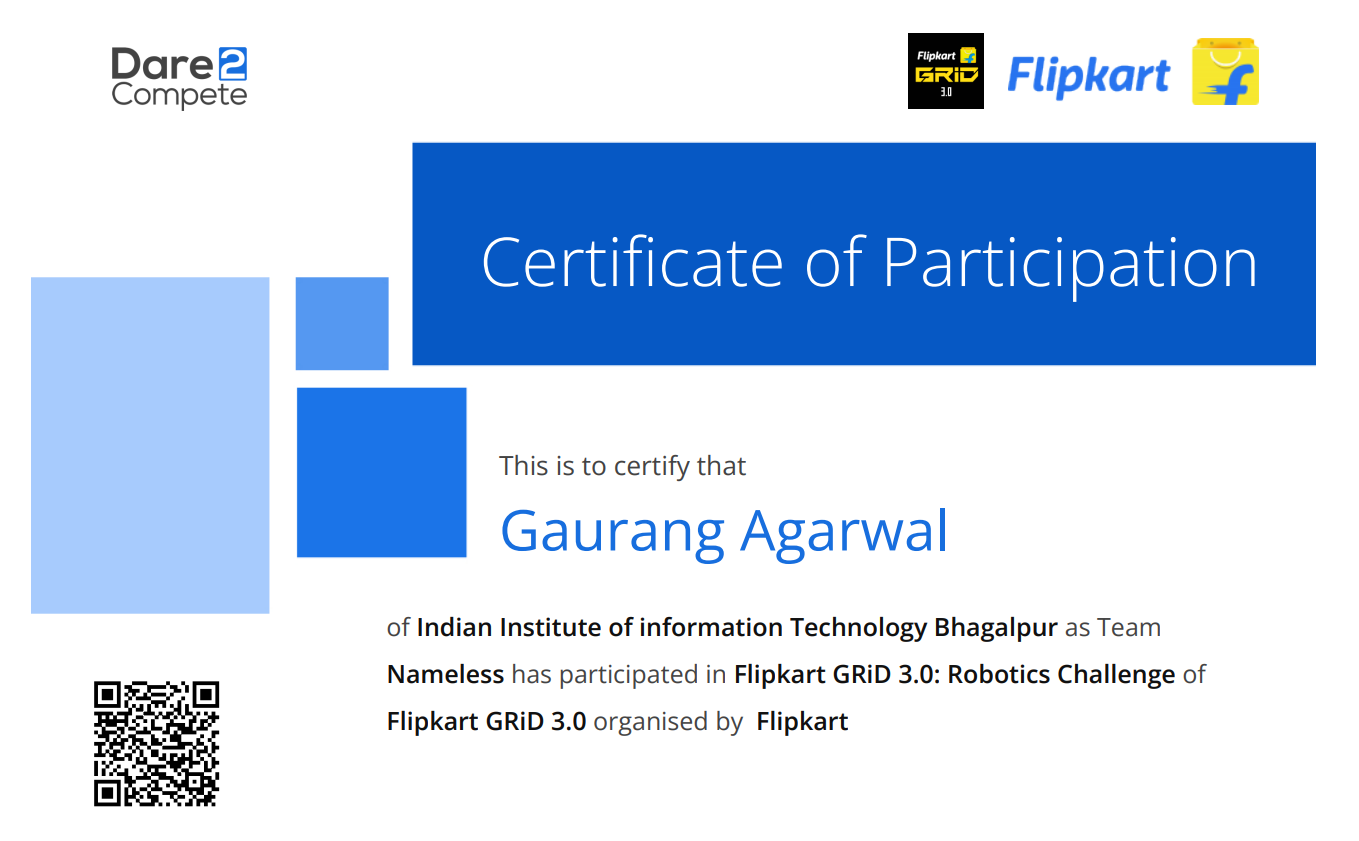 Dare2
Compete
Flipkart
GRiD
3.0
Flipkart
f
Certificate of Participation
This is to certify that
Gaurang Agarwal
of Indian Institute of information Technology Bhagalpur as Team
Nameless has participated in Flipkart GRiD 3.0: Robotics Challenge of
Flipkart GRiD 3.0 organised by Flipkart